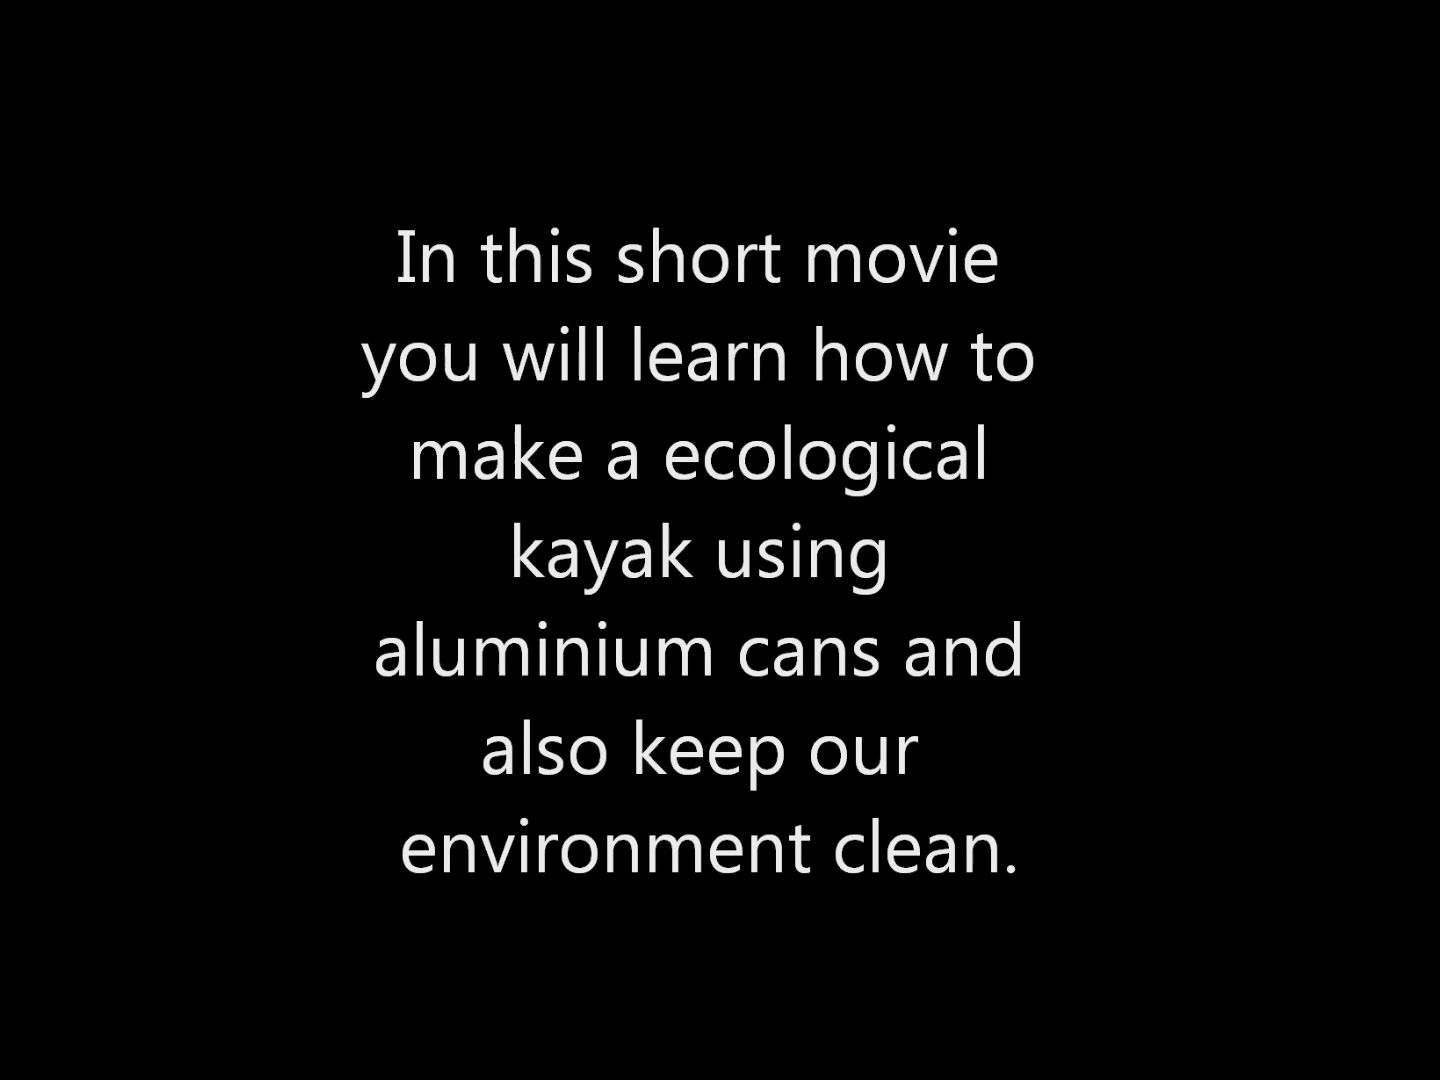 In this short movie
you will learn how to
make a ecological
kayak using
aluminium cans and
also keep our
environment clean.